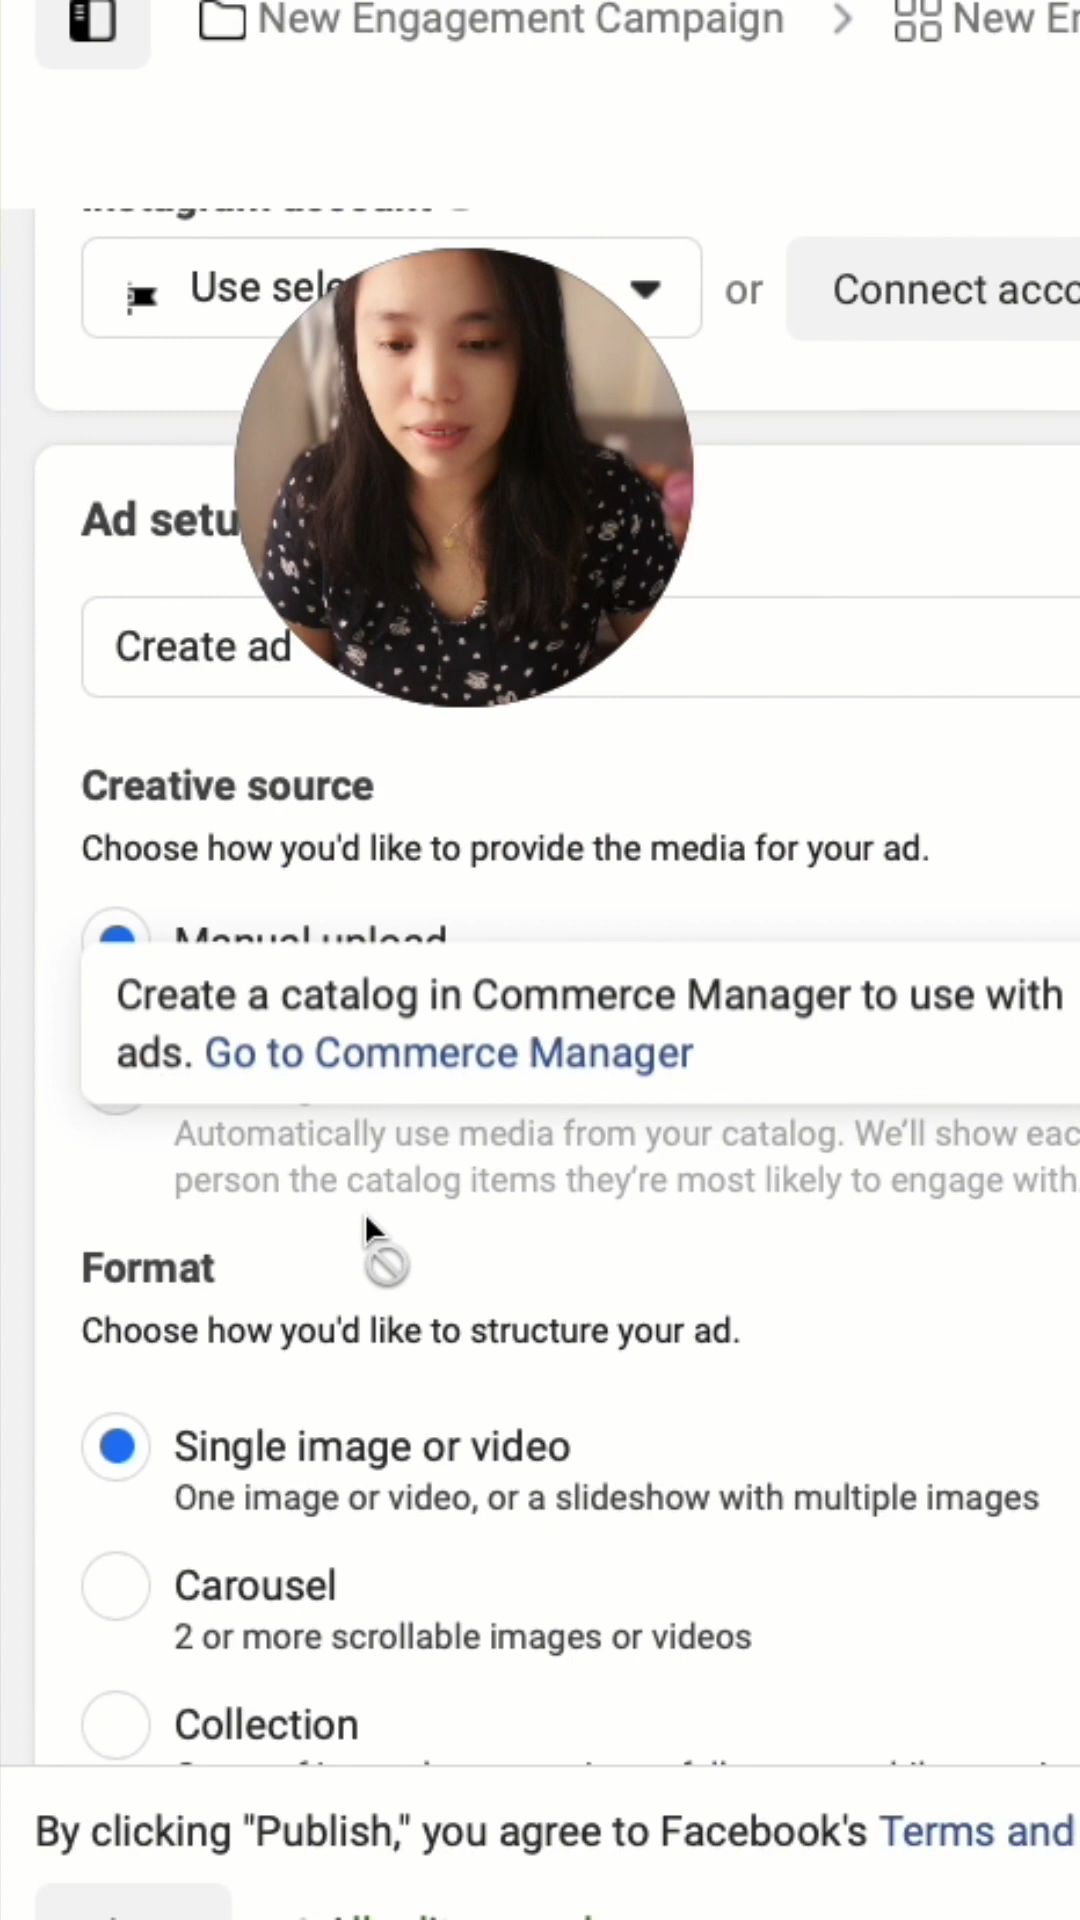 New Engagement Campaign
New
Instagram account
Use
or
Connect
Ad
Create ad
Creative source
Choose how you'd like to provide the media for your ad.
Manual upload
Create a catalog in Commerce Manager to use with
ads. Go to Commerce Manager
Automatically use media from your catalog. We’ll show
person the catalog items they’re most likely to engage with.
Format
Choose how you'd like to structure your ad.
Single image or video
One image or video, or a slideshow with multiple images
Carousel
2 or more scrollable images or videos
Collection
By clicking "Publish," you agree to Facebook's Terms and